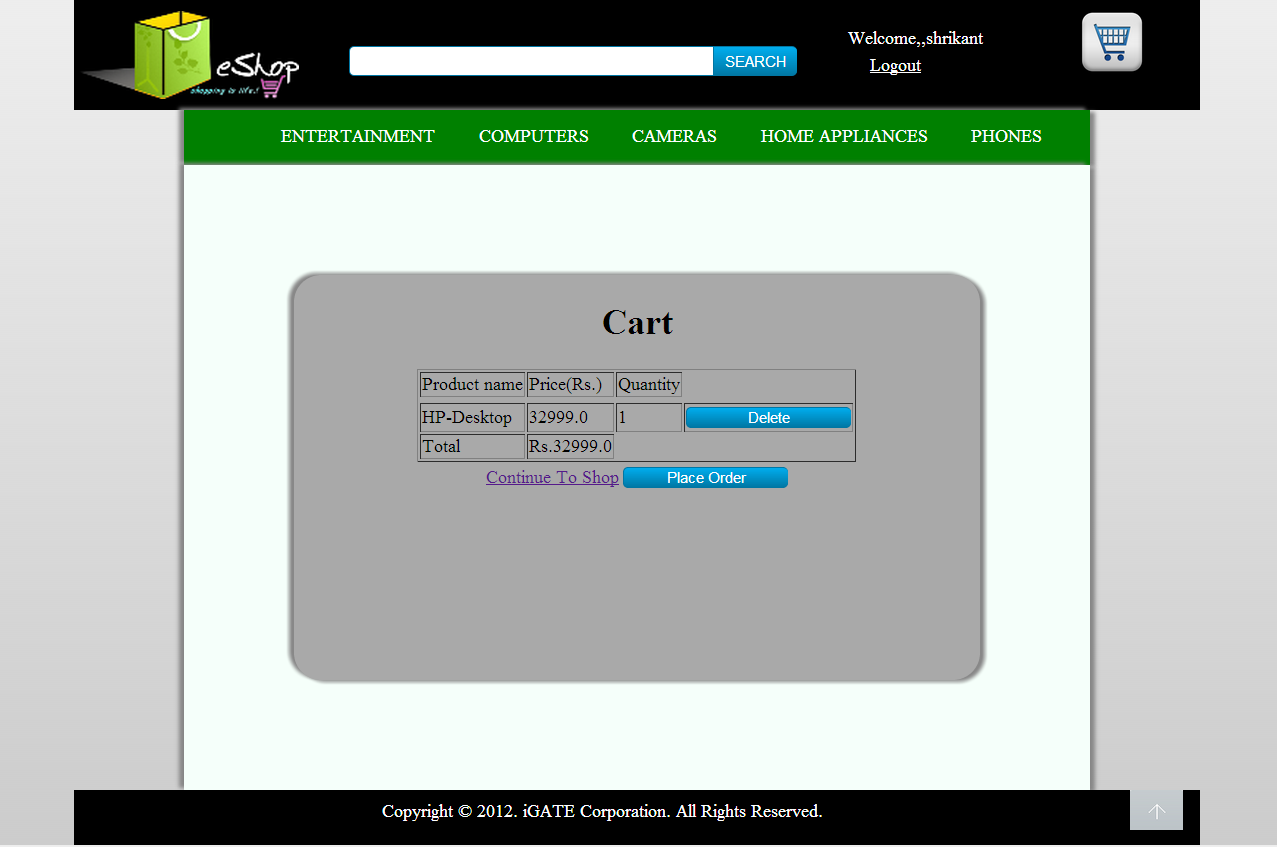 eShop
shopping is life!
SEARCH
Welcome,,shrikant
Logout
ENTERTAINMENT COMPUTERS CAMERAS HOME APPLIANCES PHONES
Cart
Product name Price(Rs.) Quantity
HP-Desktop 32999.0 1 Delete
Total Rs.32999.0
Continue To Shop Place Order
Copyright © 2012. iGATE Corporation. All Rights Reserved.